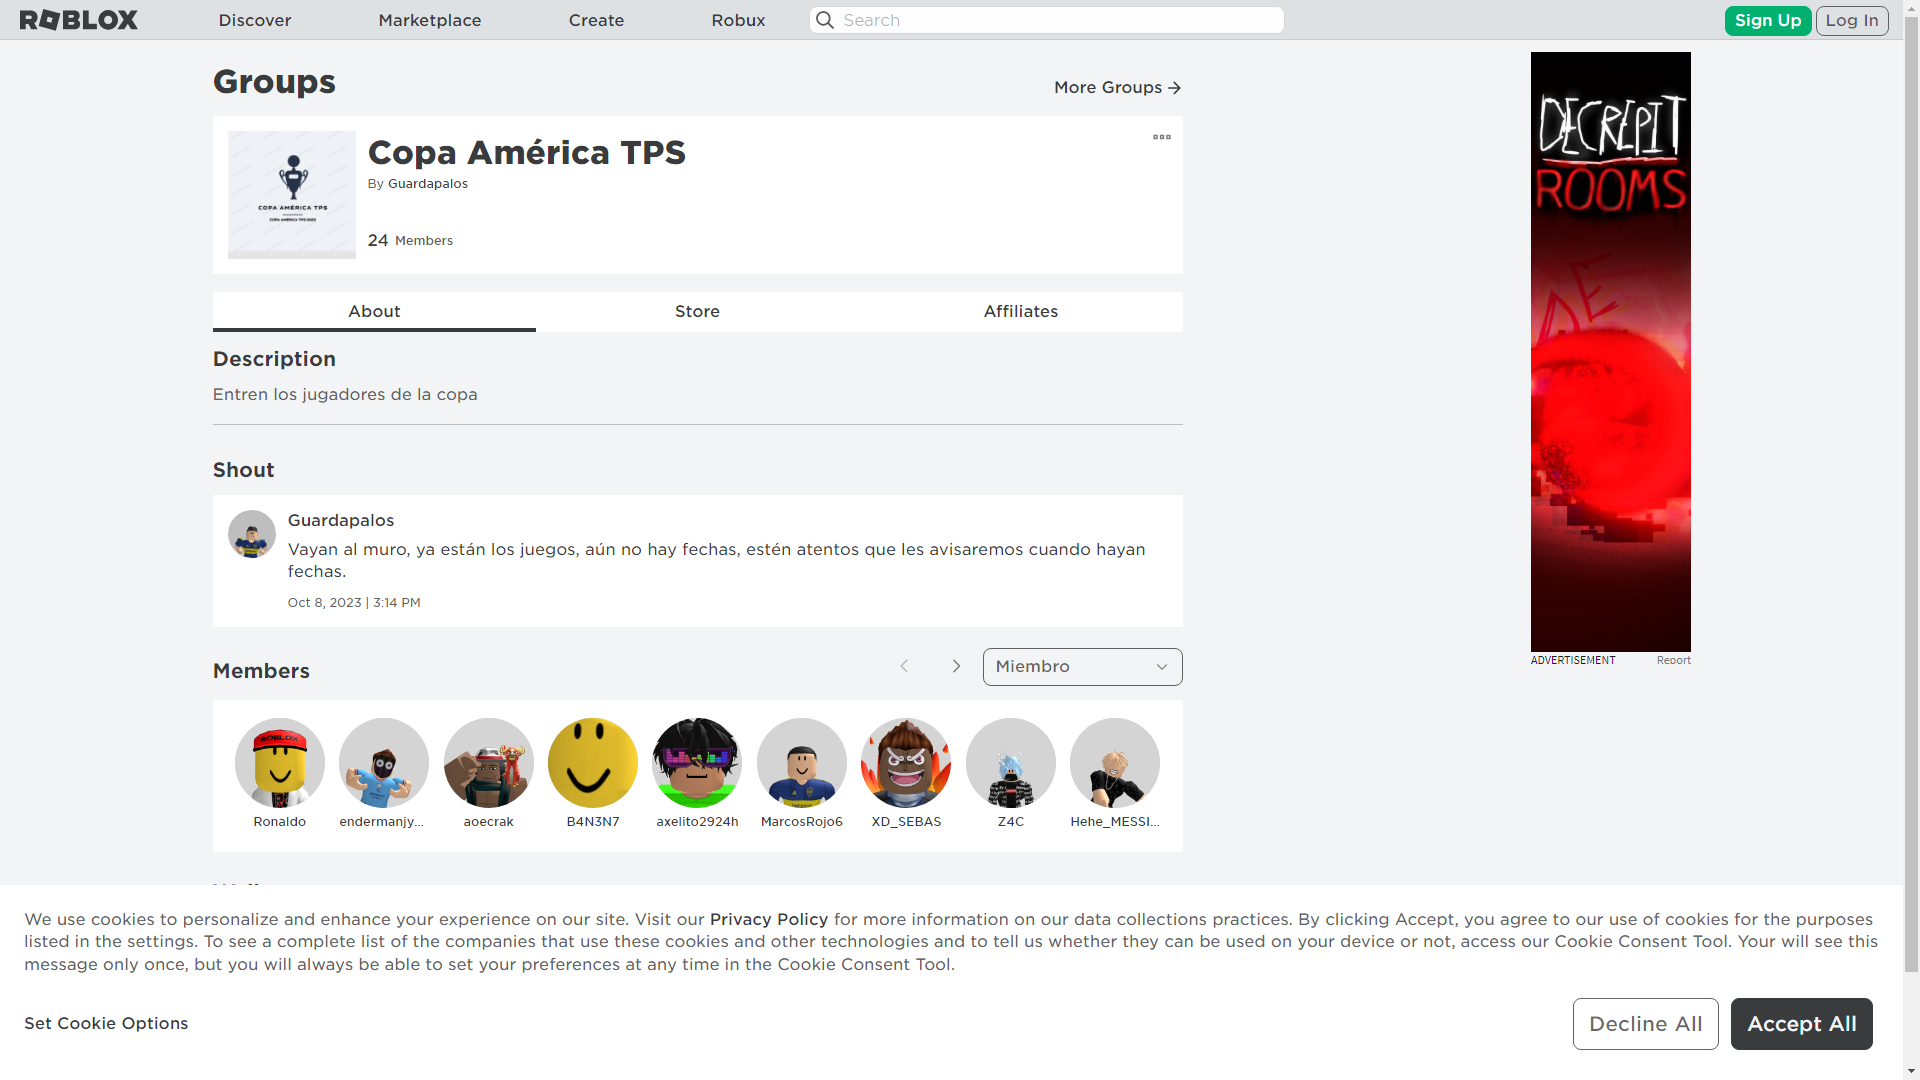 ROBLOX
Discover
Marketplace
Create
Robux
Search
Sign Up
Log In
Groups
More Groups
COPA AMÉRICA TPS
COPA AMÉRICA TPS 2023
Copa América TPS
By Guardapalos
24 Members
About
Store
Affiliates
Description
Entren los jugadores de la copa
Shout
Guardapalos
Vayan al muro, ya están los juegos, aún no hay fechas, estén atentos que les avisaremos cuando hayan
fechas.
Oct 8, 2023 | 3:14 PM
Members
Miembro
ROBLOX
Ronaldo
endermanjy...
aoecrak
B4N3N7
axelito2924h
MarcosRojo6
XD_SEBAS
Z4C
Hehe_MESSI...
DECREPIT
ROOMS
ADVERTISEMENT
Report
We use cookies to personalize and enhance your experience on our site. Visit our Privacy Policy for more information on our data collections practices. By clicking Accept, you agree to our use of cookies for the purposes
listed in the settings. To see a complete list of the companies that use these cookies and other technologies and to tell us whether they can be used on your device or not, access our Cookie Consent Tool. Your will see this
message only once, but you will always be able to set your preferences at any time in the Cookie Consent Tool.
Set Cookie Options
Decline All
Accept All